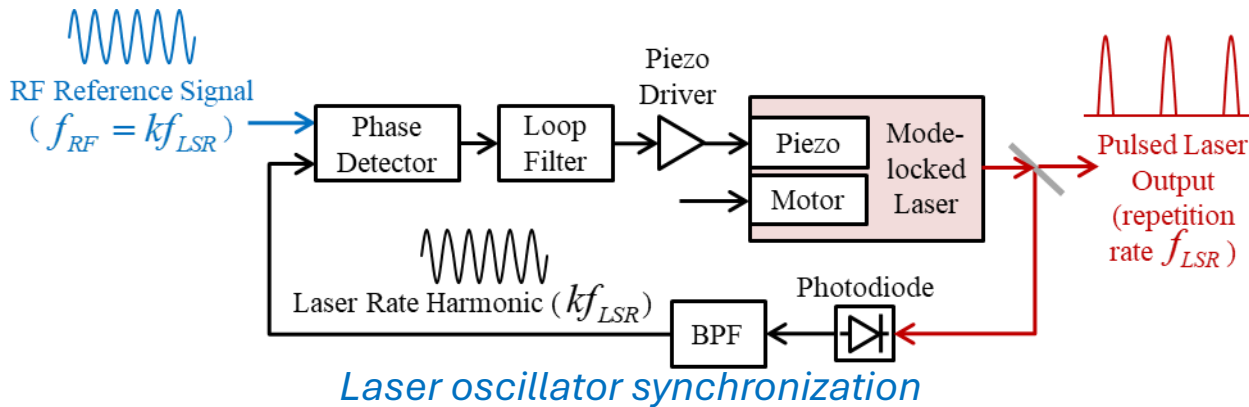 RF Reference Signal
( f_RF = kf_LSR )
Phase
Detector
Loop
Filter
Piezo
Driver
Piezo
Motor
Mode-
locked
Laser
Pulsed Laser
Output
(repetition
rate f_LSR )
Laser Rate Harmonic ( kf_LSR )
BPF
Photodiode
Laser oscillator synchronization